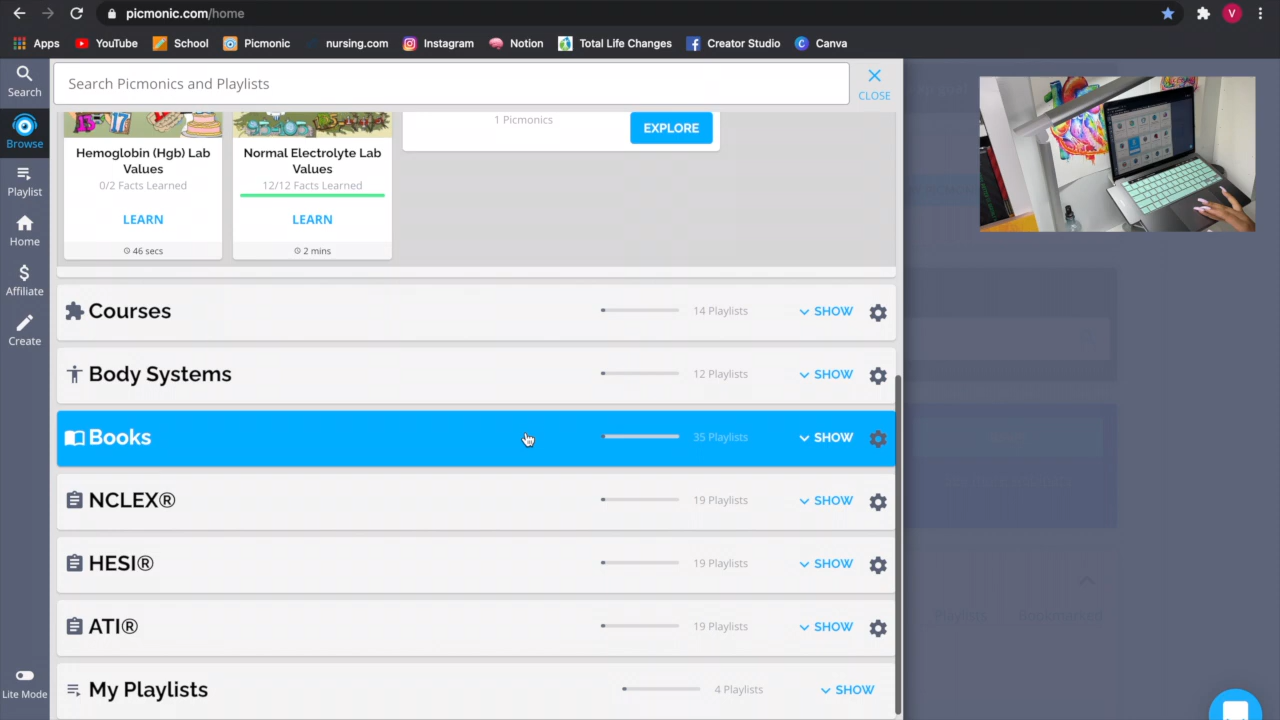 picmonic.com/home
V
Apps
YouTube
School
Picmonic
nursing.com
Instagram
Notion
Total Life Changes
Creator Studio
Canva
Search
Browse
Playlist
Home
Affiliate
Create
Lite Mode
Search Picmonics and Playlists
CLOSE
Hemoglobin (Hgb) Lab
Values
0/2 Facts Learned
LEARN
46 secs
Normal Electrolyte Lab
Values
12/12 Facts Learned
LEARN
2 mins
1 Picmonics
EXPLORE
Courses 14 Playlists SHOW
Body Systems 12 Playlists SHOW
Books 35 Playlists SHOW
NCLEX® 19 Playlists SHOW
HESI® 19 Playlists SHOW
ATI® 19 Playlists SHOW
My Playlists 4 Playlists SHOW
Playlists Bookmarked